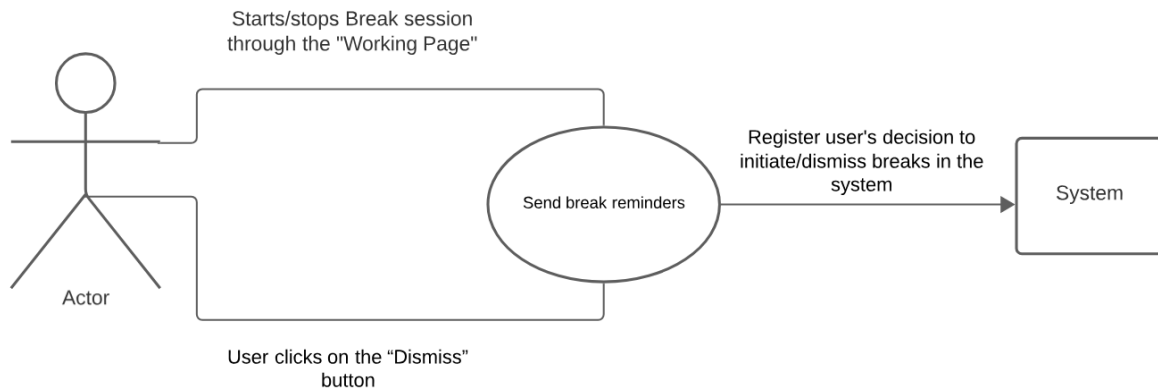 Starts/stops Break session
through the "Working Page"
Register user's decision to
initiate/dismiss breaks in the
system
Send break reminders
System
Actor
User clicks on the “Dismiss”
button